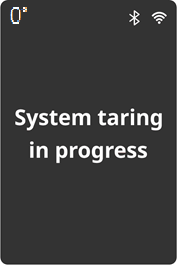 0°
System taring
in progress